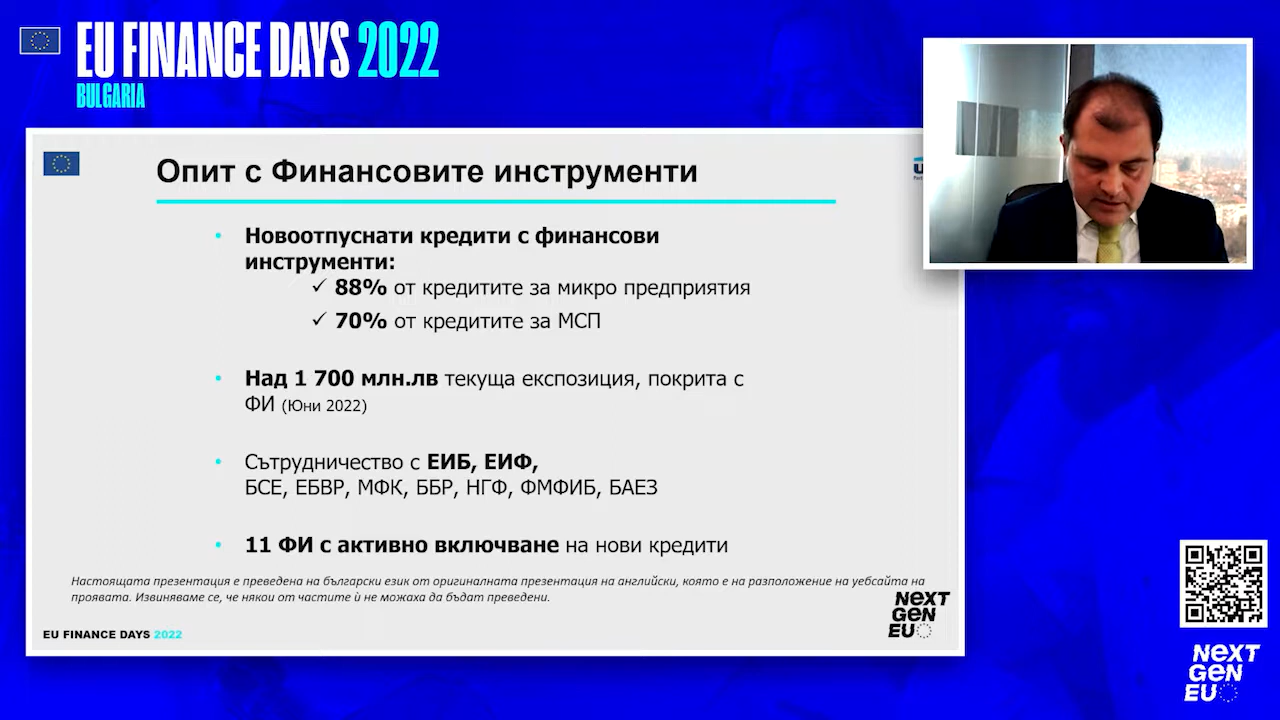 EU FINANCE DAYS 2022
BULGARIA
Опит с Финансовите инструменти
Новоотпуснати кредити с финансови
инструменти:
88% от кредитите за микро предприятия
70% от кредитите за МСП
Над 1 700 млн.лв текуща експозиция, покрита с
ФИ (Юни 2022)
Сътрудничество с ЕИБ, ЕИФ,
БСЕ, ЕБВР, МФК, ББР, НГФ, ФМФИБ, БАЕЗ
11 ФИ с активно включване на нови кредити
Настоящата презентация е преведена на български език от оригиналната презентация на английски, която е на разположение на уебсайта на
проявата. Извиняваме се, че някои от частите ѝ не можаха да бъдат преведени.
EU FINANCE DAYS 2022
NEXT
GEN
EU
NEXT
GEN
EU